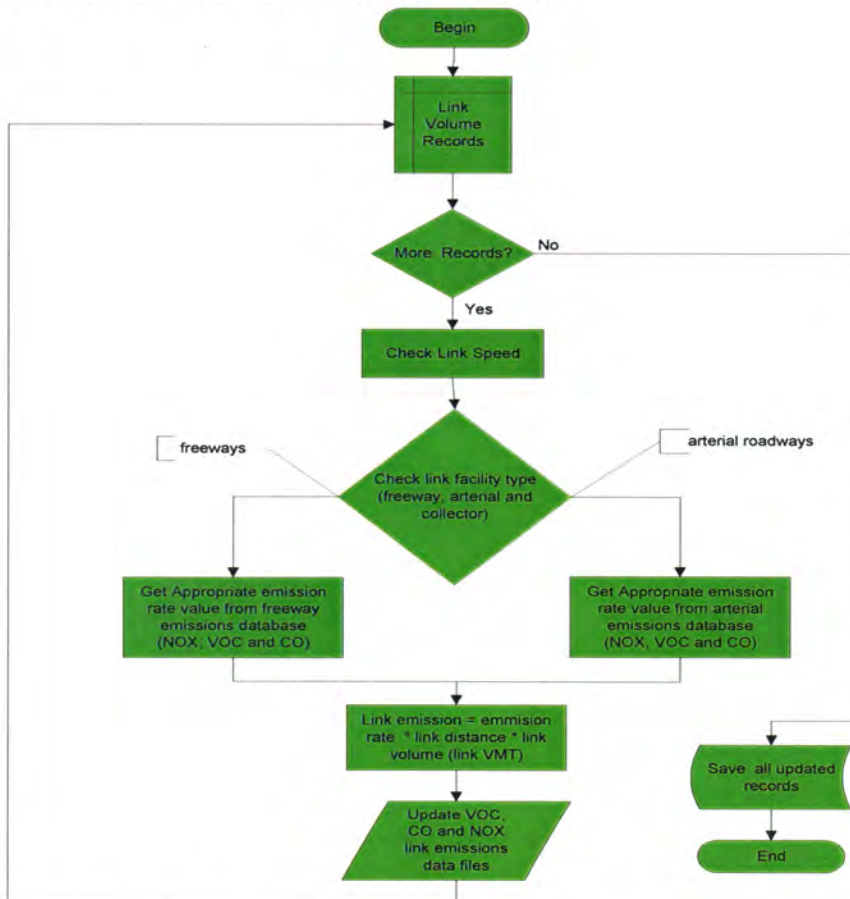 Begin
Link
Volume
Records
More Records?
No
Yes
Check Link Speed
freeways
arterial roadways
Check link facility type
(freeway, arterial and
collector)
Get Appropriate emission
rate value from freeway
emissions database
(NOX, VOC and CO)
Get Appropriate emission
rate value from arterial
emissions database
(NOX, VOC and CO)
Link emission = emmision
rate * link distance * link
volume (link VMT)
Save all updated
records
Update VOC,
CO and NOX
link emissions
data files
End